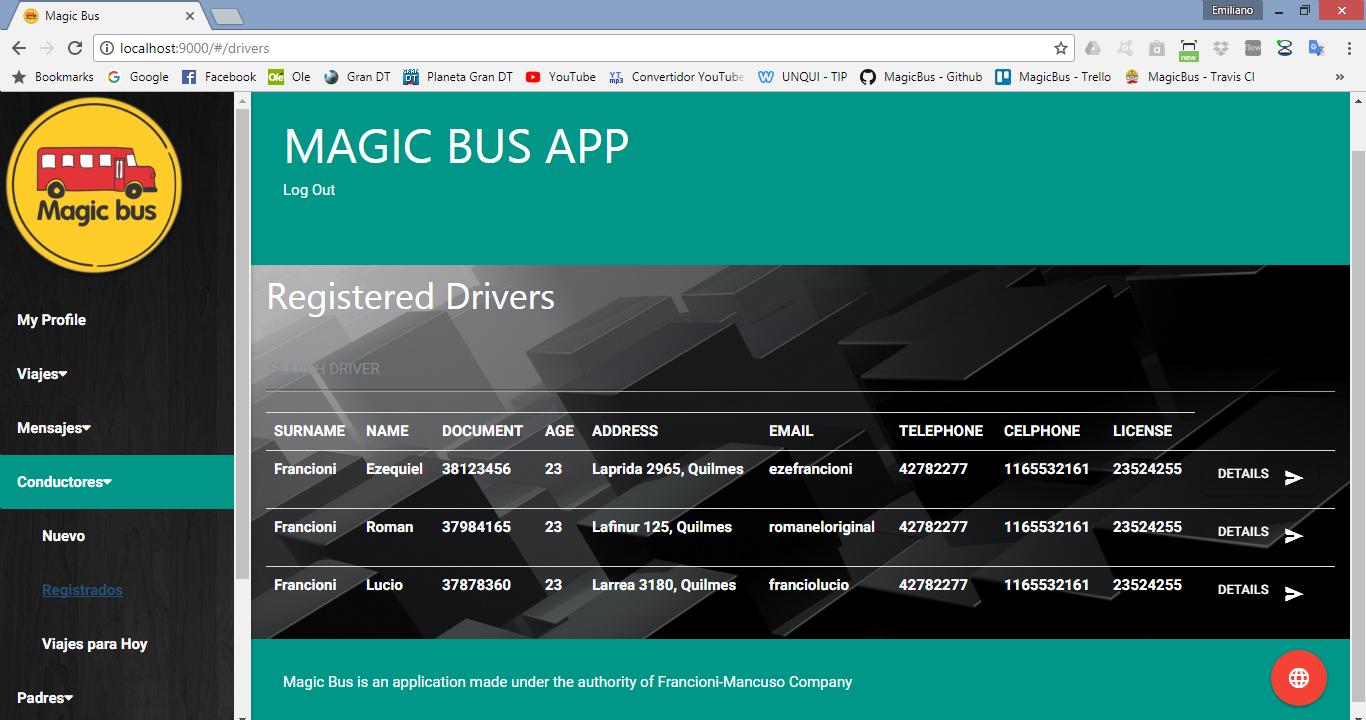 Magic Bus
Emiliano
localhost:9000/#/drivers
new
New
Bookmarks Google Facebook Ole Ole Gran DT DT Planeta Gran DT YouTube YT mp3 Convertidor YouTube UNQUI - TIP MagicBus - Github MagicBus - Trello MagicBus - Travis CI »
Magic bus
My Profile
Viajes
Mensajes
Conductores
Nuevo
Registrados
Viajes para Hoy
Padres
MAGIC BUS APP
Log Out
Registered Drivers
SEARCH DRIVER
SURNAME NAME DOCUMENT AGE ADDRESS EMAIL TELEPHONE CELPHONE LICENSE
Francioni Ezequiel 38123456 23 Laprida 2965, Quilmes ezefrancioni 42782277 1165532161 23524255 DETAILS
Francioni Roman 37984165 23 Lafinur 125, Quilmes romaneloriginal 42782277 1165532161 23524255 DETAILS
Francioni Lucio 37878360 23 Larrea 3180, Quilmes franciolucio 42782277 1165532161 23524255 DETAILS
Magic Bus is an application made under the authority of Francioni-Mancuso Company